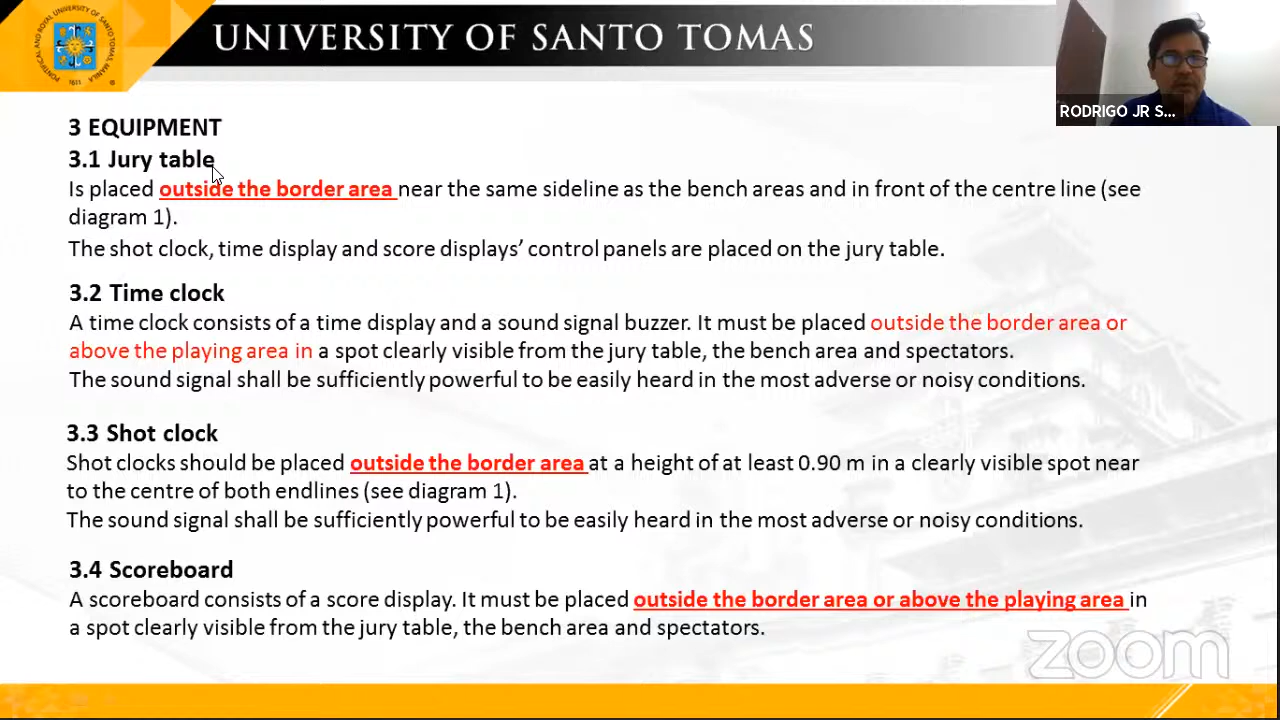 UNIVERSITY OF SANTO TOMAS
PONTIFICAL AND ROYAL UNIVERSITY OF SANTO TOMAS, MANILA
1611
RODRIGO JR S...
3 EQUIPMENT
3.1 Jury table
Is placed outside the border area near the same sideline as the bench areas and in front of the centre line (see
diagram 1).
The shot clock, time display and score displays’ control panels are placed on the jury table.
3.2 Time clock
A time clock consists of a time display and a sound signal buzzer. It must be placed outside the border area or
above the playing area in a spot clearly visible from the jury table, the bench area and spectators.
The sound signal shall be sufficiently powerful to be easily heard in the most adverse or noisy conditions.
3.3 Shot clock
Shot clocks should be placed outside the border area at a height of at least 0.90 m in a clearly visible spot near
to the centre of both endlines (see diagram 1).
The sound signal shall be sufficiently powerful to be easily heard in the most adverse or noisy conditions.
3.4 Scoreboard
A scoreboard consists of a score display. It must be placed outside the border area or above the playing area in
a spot clearly visible from the jury table, the bench area and spectators.
zoom